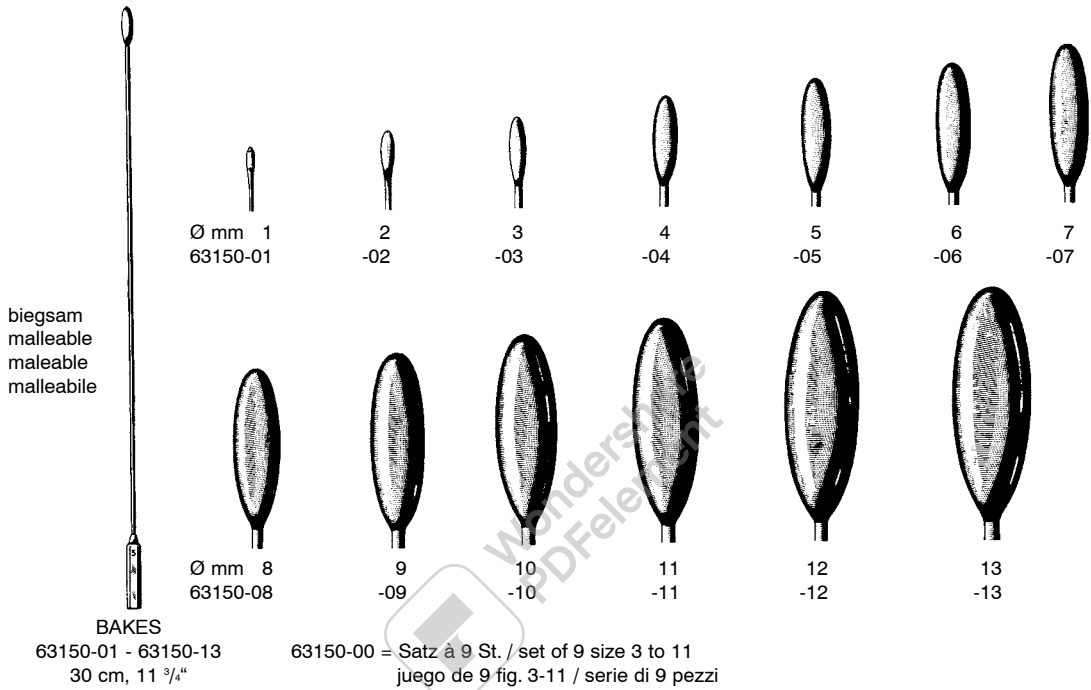 Ø mm 1 2 3 4 5 6 7
63150-01 -02 -03 -04 -05 -06 -07
biegsam
malleable
maleable
malleabile
Ø mm 8 9 10 11 12 13
63150-08 -09 -10 -11 -12 -13
S
BAKES
63150-01 - 63150-13
30 cm, 11 ³/₄“
63150-00 = Satz à 9 St. / set of 9 size 3 to 11
juego de 9 fig. 3-11 / serie di 9 pezzi
Wondershare
PDFelement